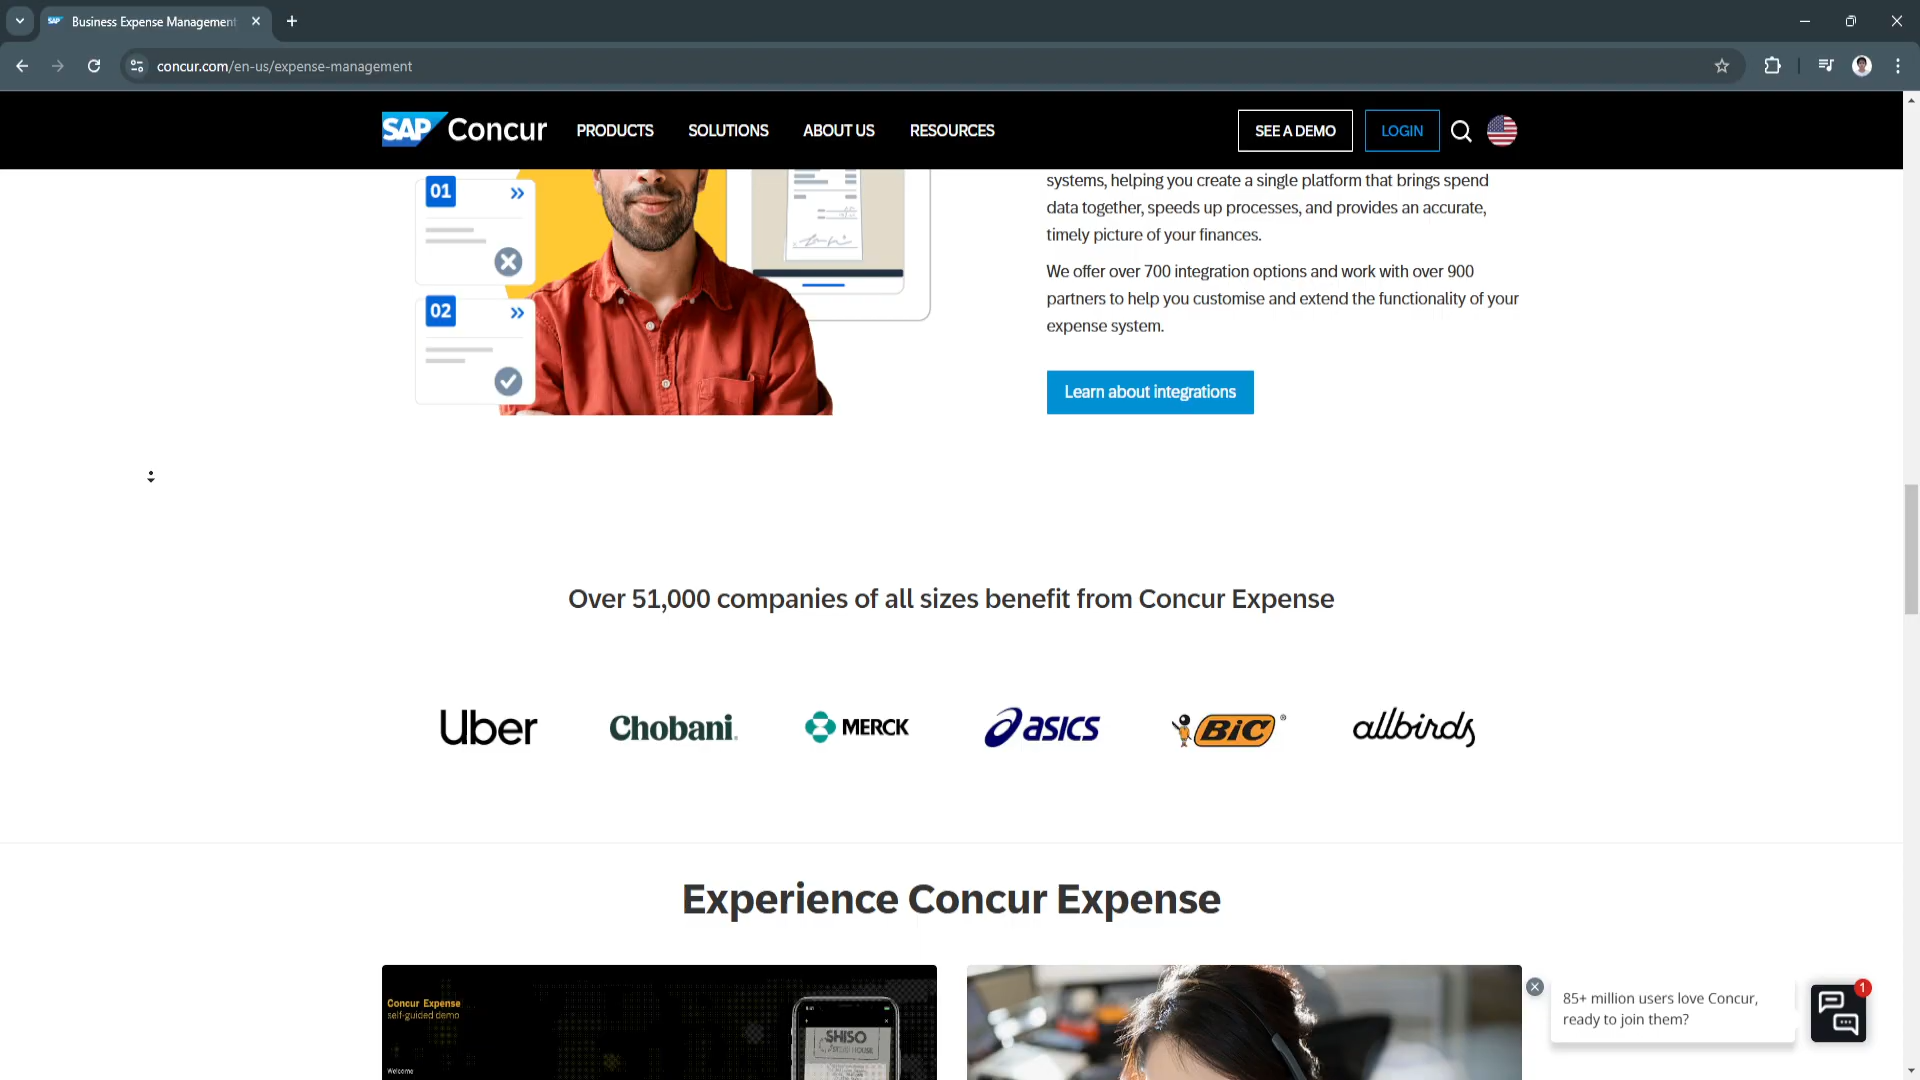 Business Expense Management
concur.com/en-us/expense-management
SAP Concur
PRODUCTS
SOLUTIONS
ABOUT US
RESOURCES
SEE A DEMO
LOGIN
01
02
systems, helping you create a single platform that brings spend
data together, speeds up processes, and provides an accurate,
timely picture of your finances.
We offer over 700 integration options and work with over 900
partners to help you customise and extend the functionality of your
expense system.
Learn about integrations
Over 51,000 companies of all sizes benefit from Concur Expense
Uber
Chobani.
MERCK
asics
BIC
allbirds
Experience Concur Expense
Concur Expense
self-guided demo
Welcome
SHISO
85+ million users love Concur,
ready to join them?
1